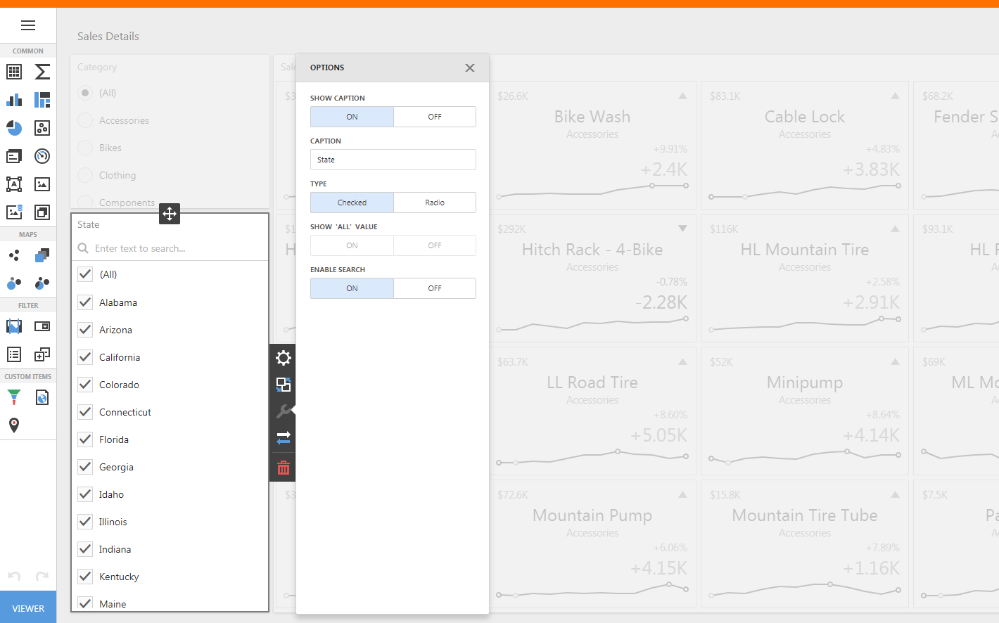 COMMON
MAPS
FILTER
CUSTOM ITEMS
VIEWER
Sales Details
Category
(All)
Accessories
Bikes
Clothing
Components
State
Enter text to search...
(All)
Alabama
Arizona
California
Colorado
Connecticut
Florida
Georgia
Idaho
Illinois
Indiana
Kentucky
Maine
OPTIONS
SHOW CAPTION
ON OFF
CAPTION
State
TYPE
Checked Radio
SHOW 'ALL' VALUE
ON OFF
ENABLE SEARCH
ON OFF
$26.6K
Bike Wash
Accessories
+9.91%
+2.4K
$83.1K
Cable Lock
Accessories
+4.83%
+3.83K
$68.2K
Fender
$292K
Hitch Rack - 4-Bike
Accessories
-0.78%
-2.28K
$116K
HL Mountain Tire
Accessories
+2.58%
+2.91K
$93.1K
HL
$63.7K
LL Road Tire
Accessories
+8.60%
+5.05K
$52K
Minipump
Accessories
+8.64%
+4.14K
$69K
ML
$72.6K
Mountain Pump
Accessories
+6.06%
+4.15K
$15.8K
Mountain Tire Tube
Accessories
+7.89%
+1.16K
$7.5K